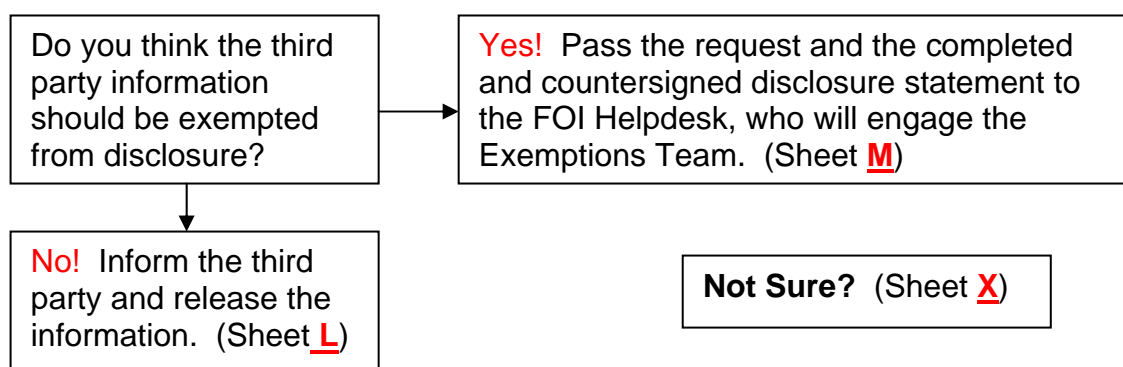 Do you think the third
party information
should be exempted
from disclosure?
Yes! Pass the request and the completed
and countersigned disclosure statement to
the FOI Helpdesk, who will engage the
Exemptions Team. (Sheet M)
No! Inform the third
party and release the
information. (Sheet L)
Not Sure? (Sheet X)